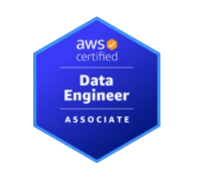 aws
certified
Data
Engineer
ASSOCIATE